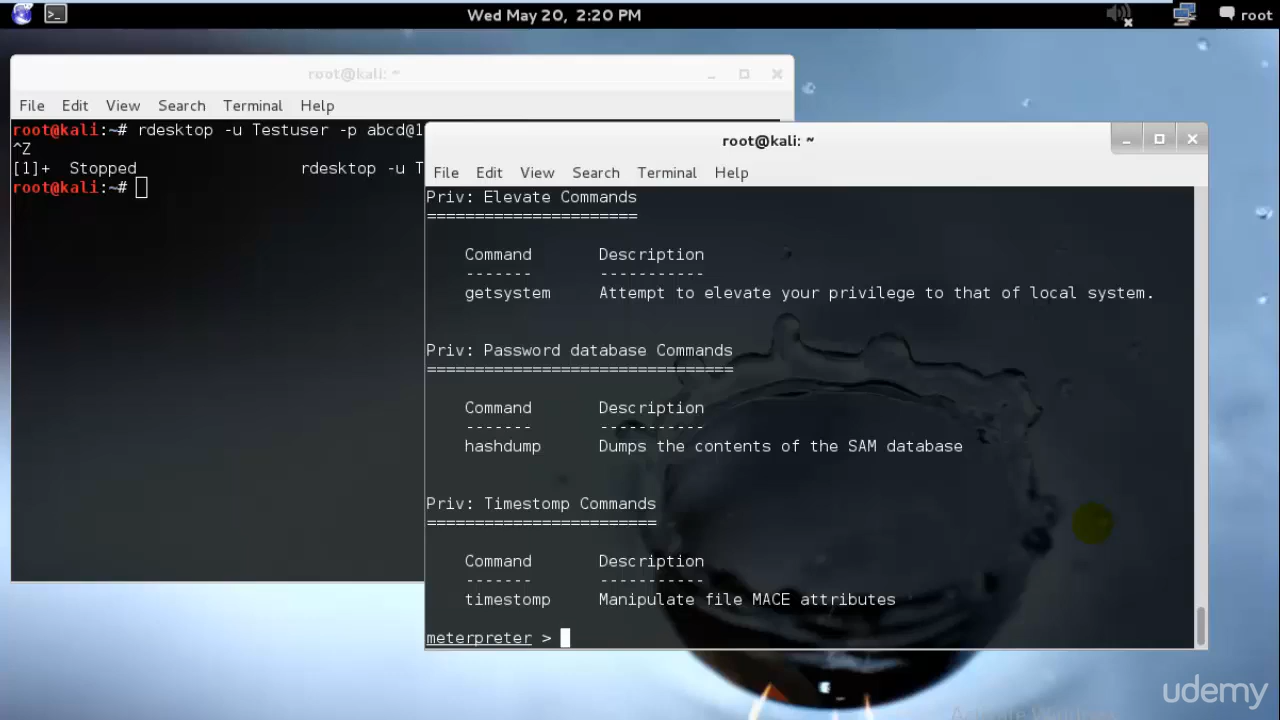 Wed May 20, 2:20 PM
root
root@kali: ~
File Edit View Search Terminal Help
root@kali:~# rdesktop -u Testuser -p abcd@1
^Z
[1]+  Stopped                 rdesktop -u T
root@kali:~#
root@kali: ~
File Edit View Search Terminal Help
Priv: Elevate Commands
======================
Command       Description
-------       -----------
getsystem     Attempt to elevate your privilege to that of local system.
Priv: Password database Commands
================================
Command       Description
-------       -----------
hashdump      Dumps the contents of the SAM database
Priv: Timestomp Commands
========================
Command       Description
-------       -----------
timestomp     Manipulate file MACE attributes
meterpreter >
udemy
Activate Windows